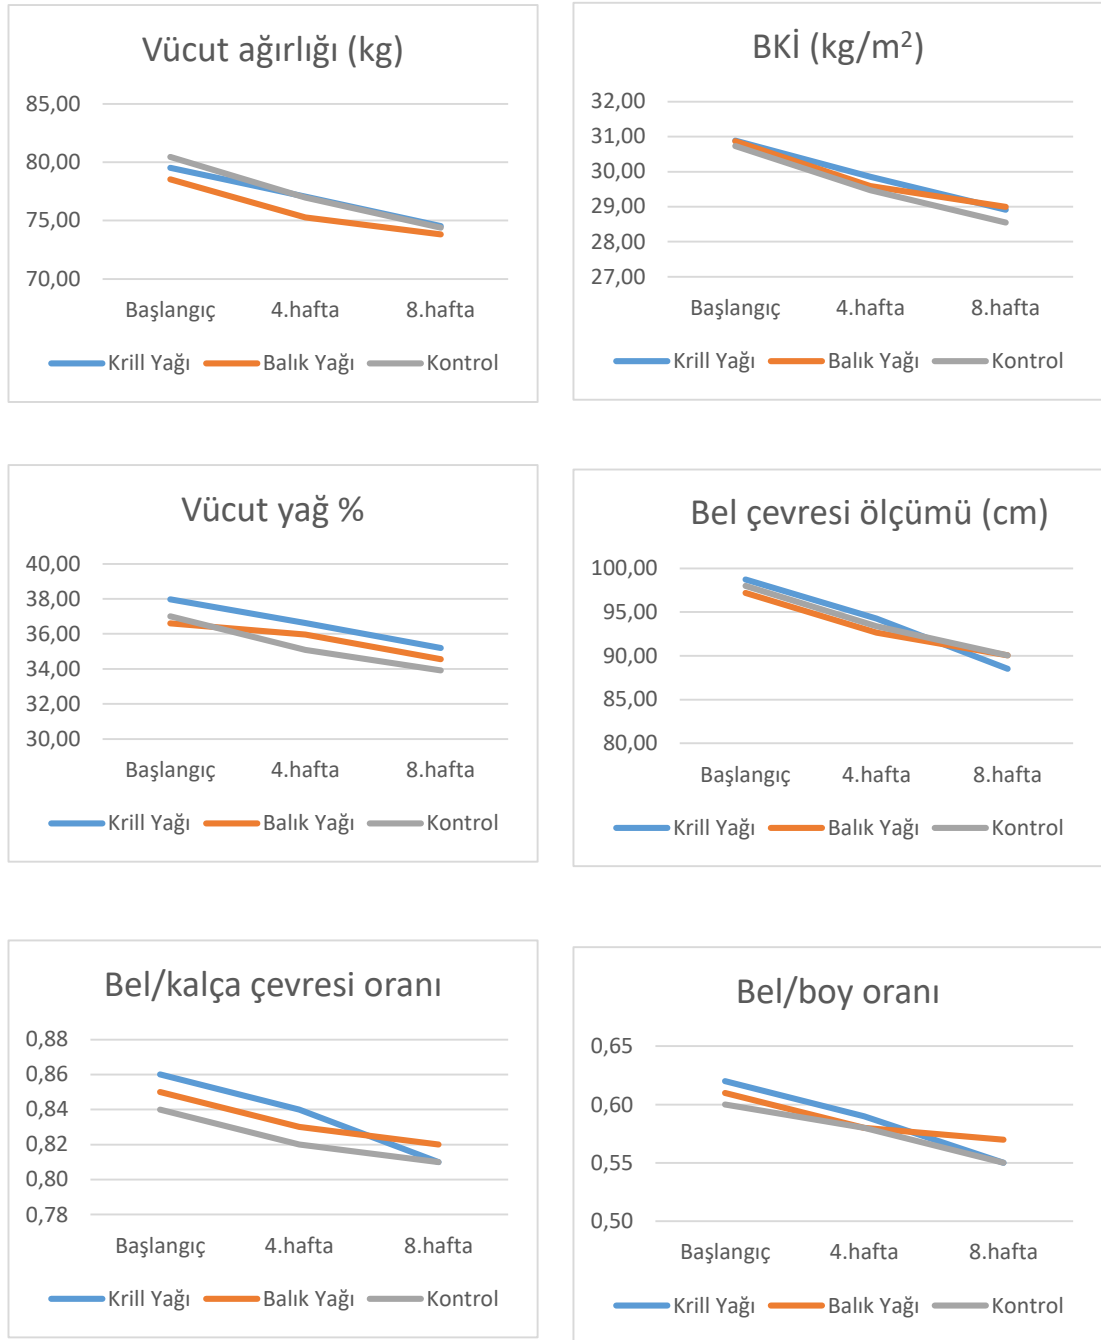 Vücut ağırlığı (kg)
85,00
80,00
75,00
70,00
Başlangıç 4.hafta 8.hafta
Krill Yağı Balık Yağı Kontrol
BKİ (kg/m²)
32,00
31,00
30,00
29,00
28,00
27,00
Başlangıç 4.hafta 8.hafta
Krill Yağı Balık Yağı Kontrol
Vücut yağ %
40,00
38,00
36,00
34,00
32,00
30,00
Başlangıç 4.hafta 8.hafta
Krill Yağı Balık Yağı Kontrol
Bel çevresi ölçümü (cm)
100,00
95,00
90,00
85,00
80,00
Başlangıç 4.hafta 8.hafta
Krill Yağı Balık Yağı Kontrol
Bel/kalça çevresi oranı
0,88
0,86
0,84
0,82
0,80
0,78
Başlangıç 4.hafta 8.hafta
Krill Yağı Balık Yağı Kontrol
Bel/boy oranı
0,65
0,60
0,55
0,50
Başlangıç 4.hafta 8.hafta
Krill Yağı Balık Yağı Kontrol